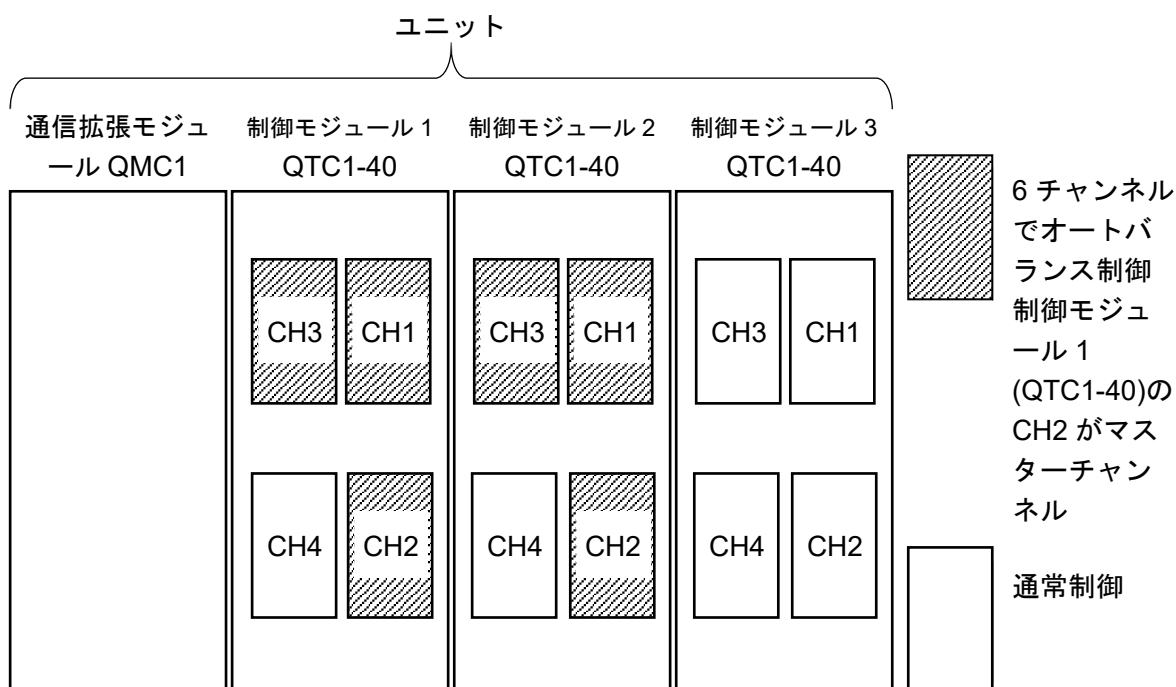 ユニット
通信拡張モジュ
ール QMC1
制御モジュール 1
QTC1-40
制御モジュール 2
QTC1-40
制御モジュール 3
QTC1-40
CH3 CH1 CH3 CH1 CH3 CH1
CH4 CH2 CH4 CH2 CH4 CH2
6 チャンネル
でオートバ
ランス制御
制御モジュ
ール 1
(QTC1-40)の
CH2 がマス
ターチャン
ネル
通常制御